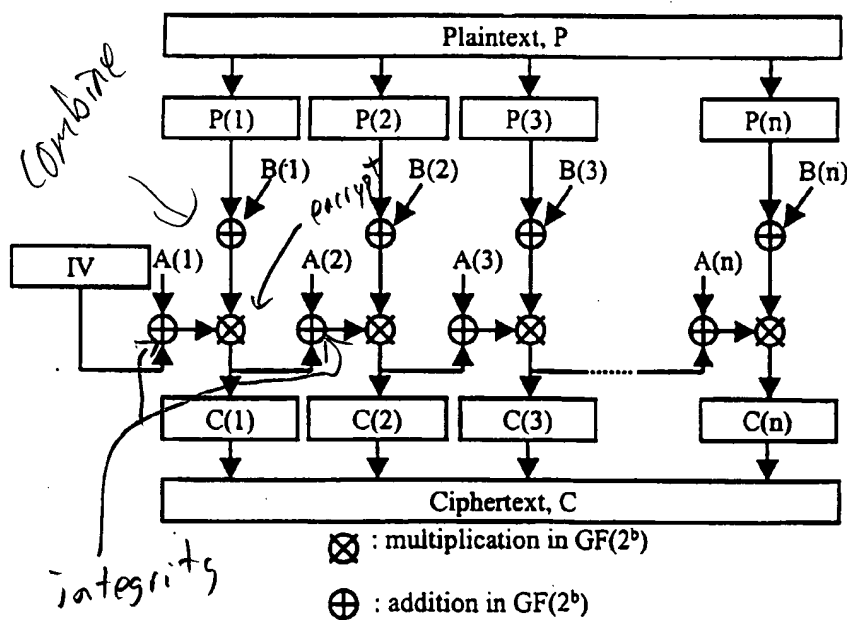 Plaintext, P
P(1) P(2) P(3) P(n)
combine
B(1) B(2) B(3) B(n)
encrypt
IV A(1) A(2) A(3) A(n)
C(1) C(2) C(3) C(n)
Ciphertext, C
: multiplication in GF(2ᵇ)
integrity
: addition in GF(2ᵇ)